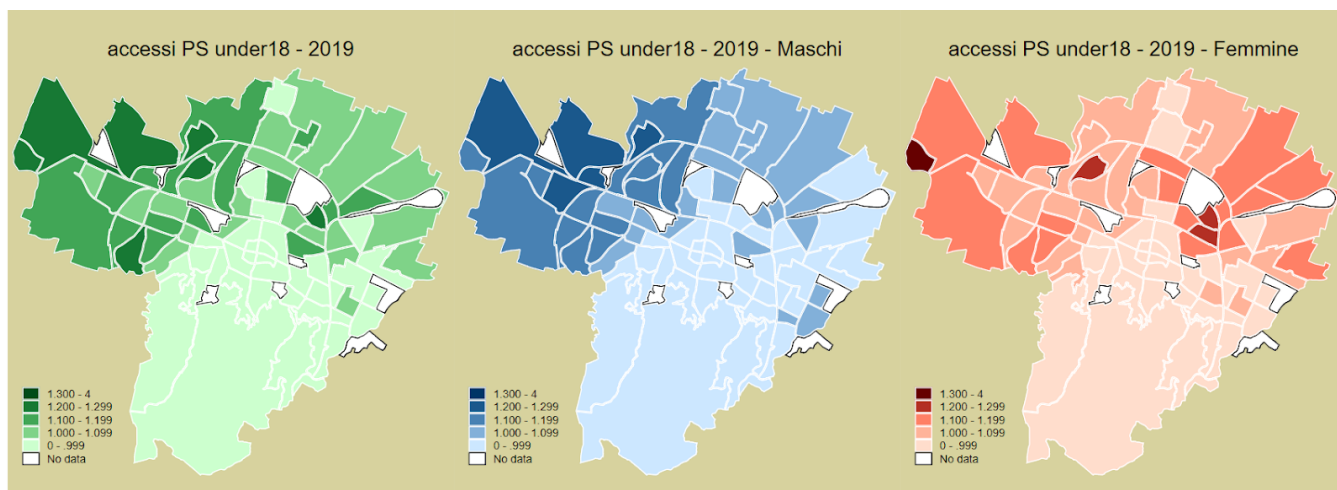 accessi PS under18 - 2019
1.300 - 4
1.200 - 1.299
1.100 - 1.199
1.000 - 1.099
0 - .999
No data
accessi PS under18 - 2019 - Maschi
1.300 - 4
1.200 - 1.299
1.100 - 1.199
1.000 - 1.099
0 - .999
No data
accessi PS under18 - 2019 - Femmine
1.300 - 4
1.200 - 1.299
1.100 - 1.199
1.000 - 1.099
0 - .999
No data